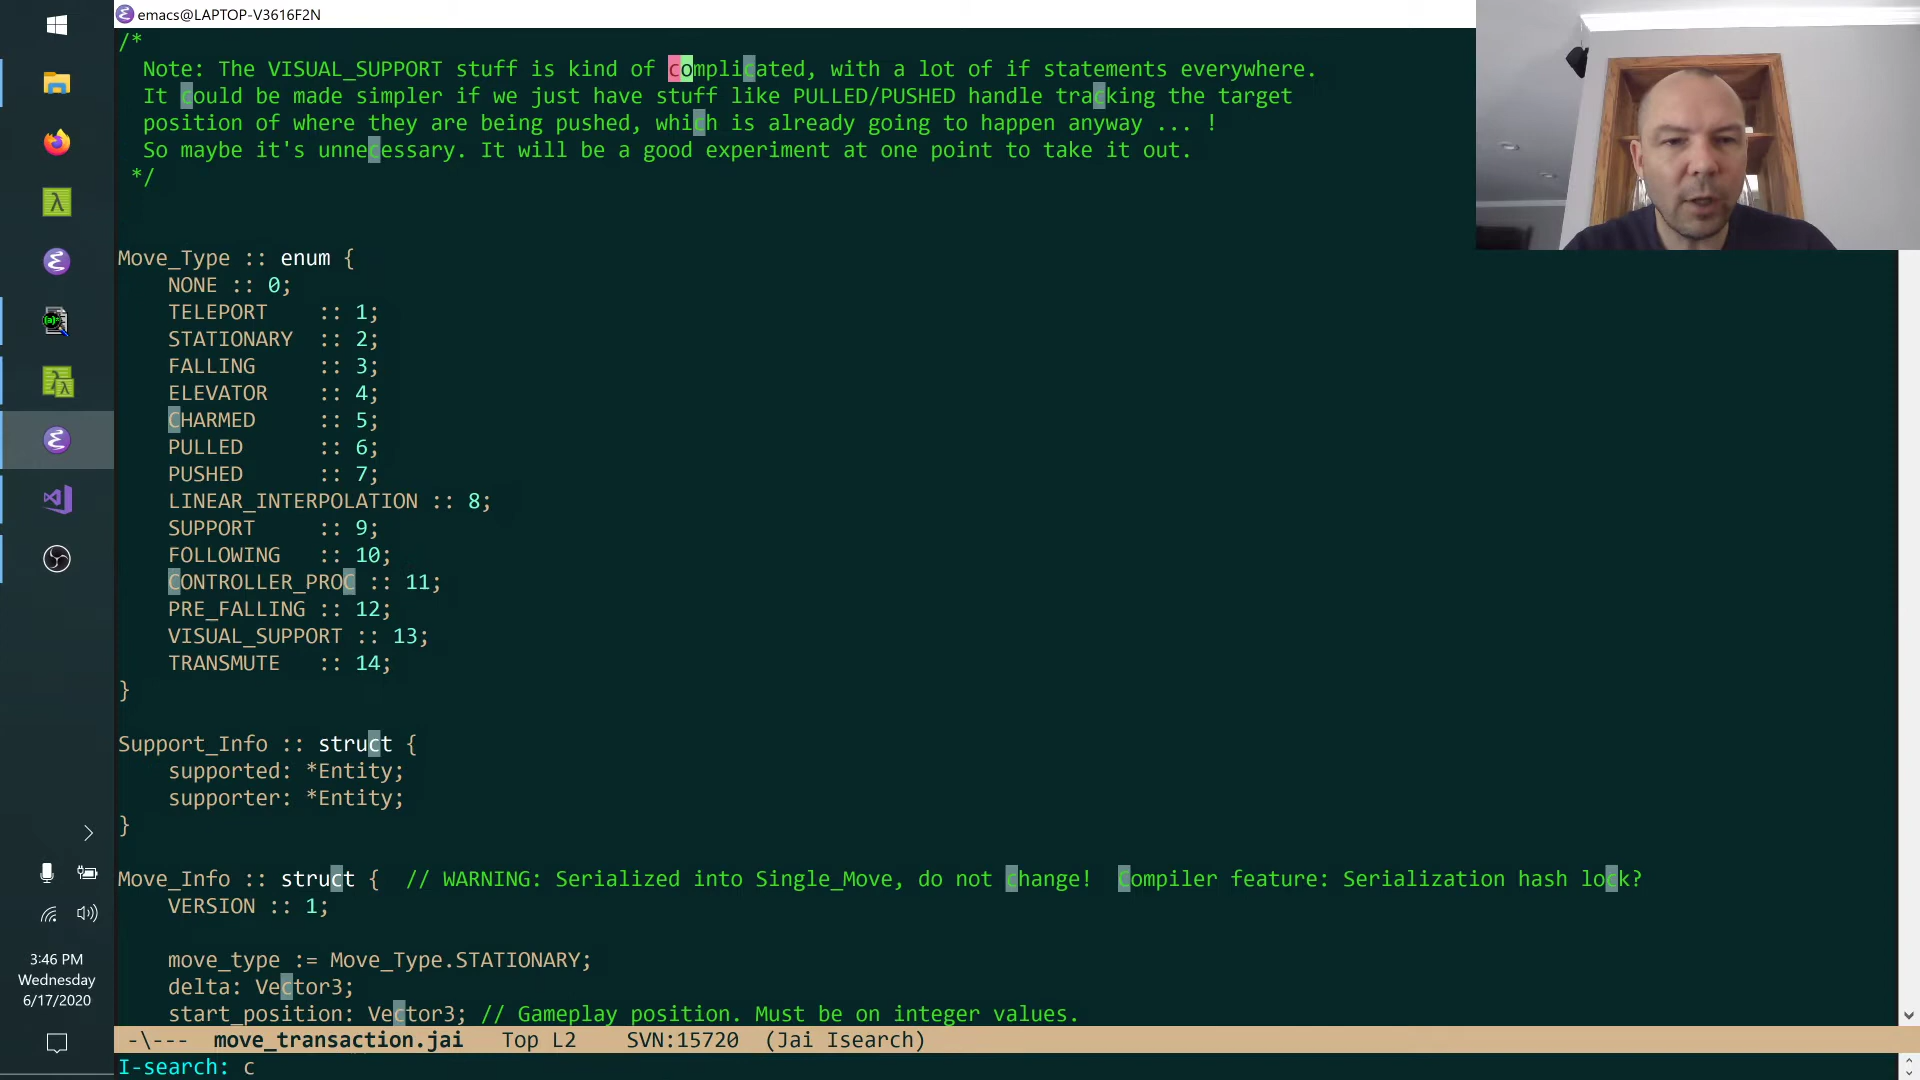 emacs@LAPTOP-V3616F2N
/*
Note: The VISUAL_SUPPORT stuff is kind of complicated, with a lot of if statements everywhere.
It could be made simpler if we just have stuff like PULLED/PUSHED handle tracking the target
position of where they are being pushed, which is already going to happen anyway ... !
So maybe it's unnecessary. It will be a good experiment at one point to take it out.
*/
Move_Type :: enum {
NONE :: 0;
TELEPORT :: 1;
STATIONARY :: 2;
FALLING :: 3;
ELEVATOR :: 4;
CHARMED :: 5;
PULLED :: 6;
PUSHED :: 7;
LINEAR_INTERPOLATION :: 8;
SUPPORT :: 9;
FOLLOWING :: 10;
CONTROLLER_PROC :: 11;
PRE_FALLING :: 12;
VISUAL_SUPPORT :: 13;
TRANSMUTE :: 14;
}
Support_Info :: struct {
supported: *Entity;
supporter: *Entity;
}
Move_Info :: struct { // WARNING: Serialized into Single_Move, do not change! Compiler feature: Serialization hash lock?
VERSION :: 1;
move_type := Move_Type.STATIONARY;
delta: Vector3;
start_position: Vector3; // Gameplay position. Must be on integer values.
-\--- move_transaction.jai Top L2 SVN:15720 (Jai Isearch)
I-search: c
3:46 PM
Wednesday
6/17/2020